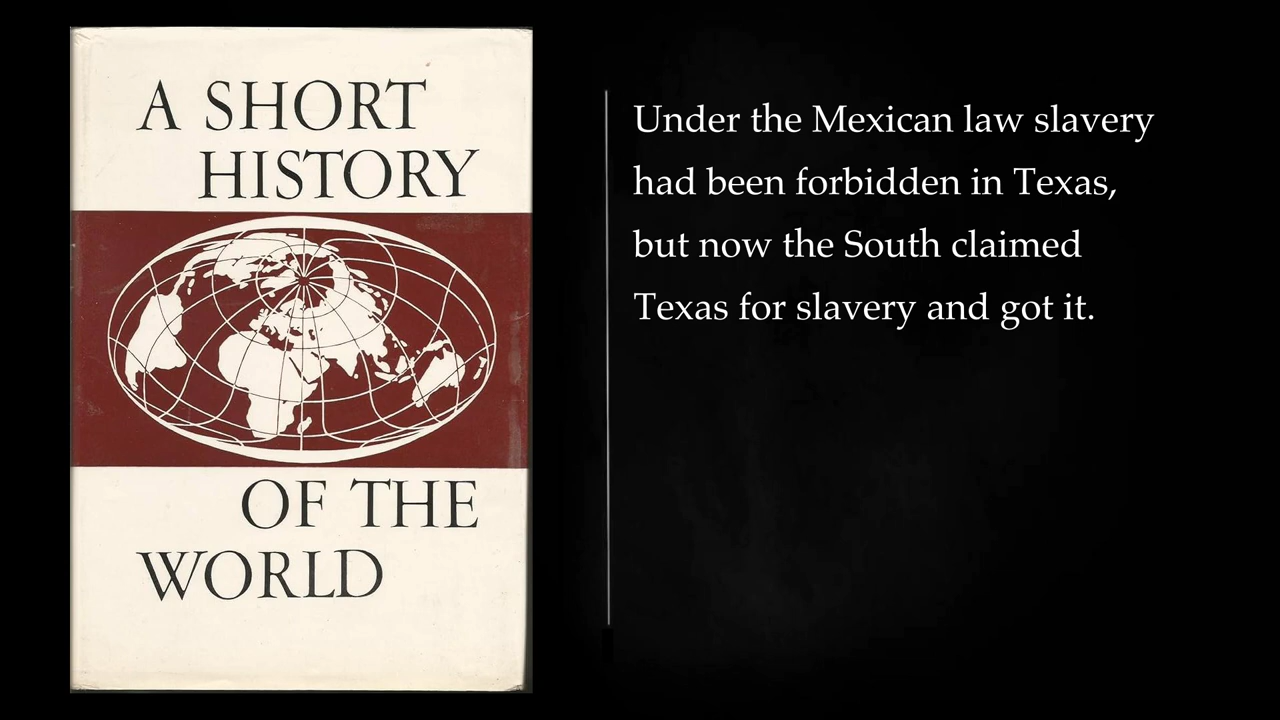 A SHORT
HISTORY
OF THE
WORLD
Under the Mexican law slavery
had been forbidden in Texas,
but now the South claimed
Texas for slavery and got it.